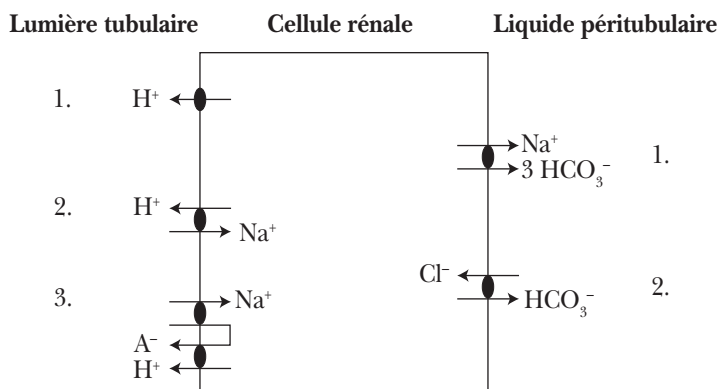 Lumière tubulaire Cellule rénale Liquide péritubulaire
1. H⁺
Na⁺
3 HCO₃⁻ 1.
2. H⁺
Na⁺
Cl⁻
HCO₃⁻ 2.
3. Na⁺
A⁻
H⁺